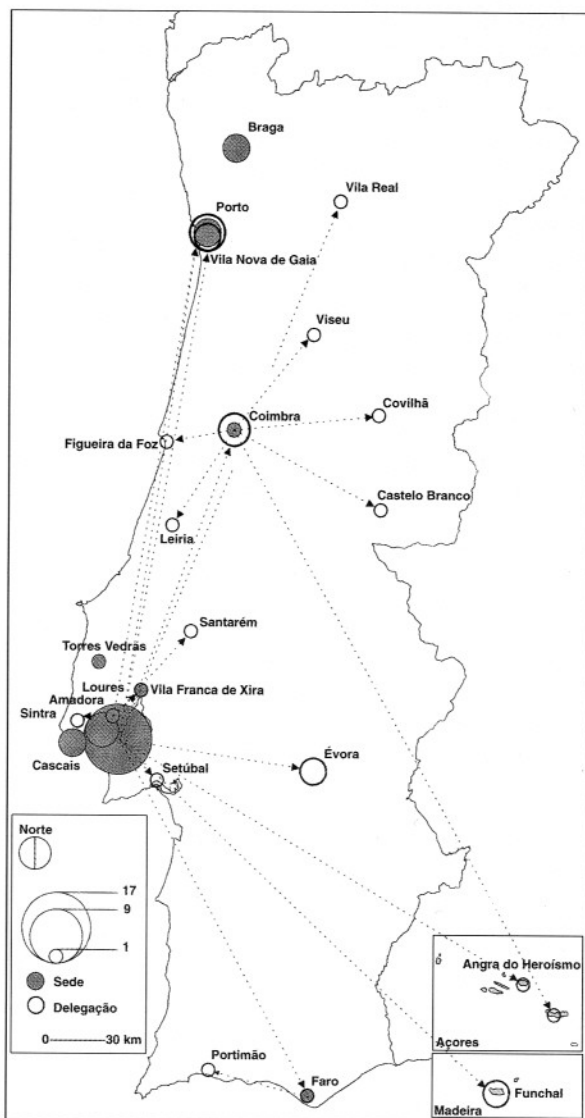 Braga
Vila Real
Porto
Vila Nova de Gaia
Viseu
Covilhã
Coimbra
Figueira da Foz
Castelo Branco
Leiria
Santarém
Torres Vedras
Loures
Vila Franca de Xira
Amadora
Sintra
Cascais
Setúbal
Évora
Norte
17
9
1
Sede
Delegação
0 30 km
Angra do Heroísmo
Açores
Portimão
Faro
Funchal
Madeira